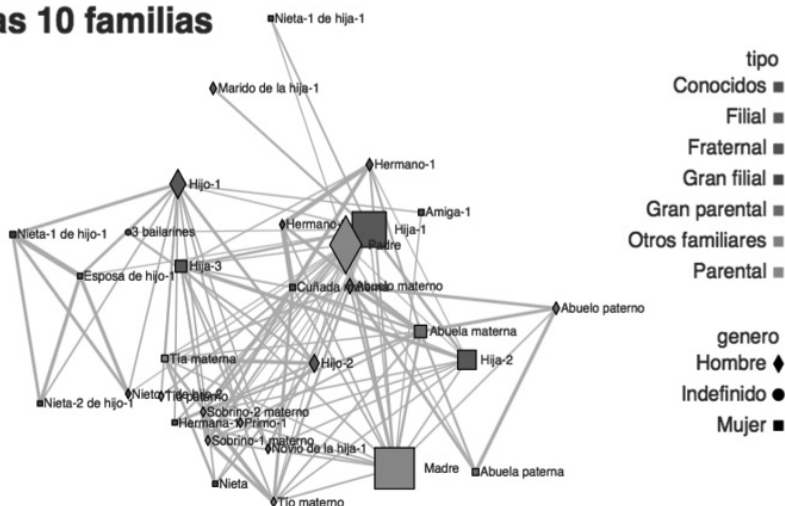 as 10 familias
Nieta-1 de hija-1
Marido de la hija-1
Hermano-1
Hijo-1
Amiga-1
Hermano-
Hija-1
Nieta-1 de hijo-1
3 bailarines
Padre
Esposa de hijo-1
Hija-3
Cuñada
Abuelo materno
Abuelo paterno
Abuela materna
Tía materna
Hijo-2
Hija-2
Nieta-2 de hijo-1
Sobrino-2 materno
Hermana-1
Primo-1
Sobrino-1 materno
Novio de la hija-1
Madre
Abuela paterna
Nieta
Tío materno
tipo
Conocidos
Filial
Fraternal
Gran filial
Gran parental
Otros familiares
Parental
genero
Hombre
Indefinido
Mujer